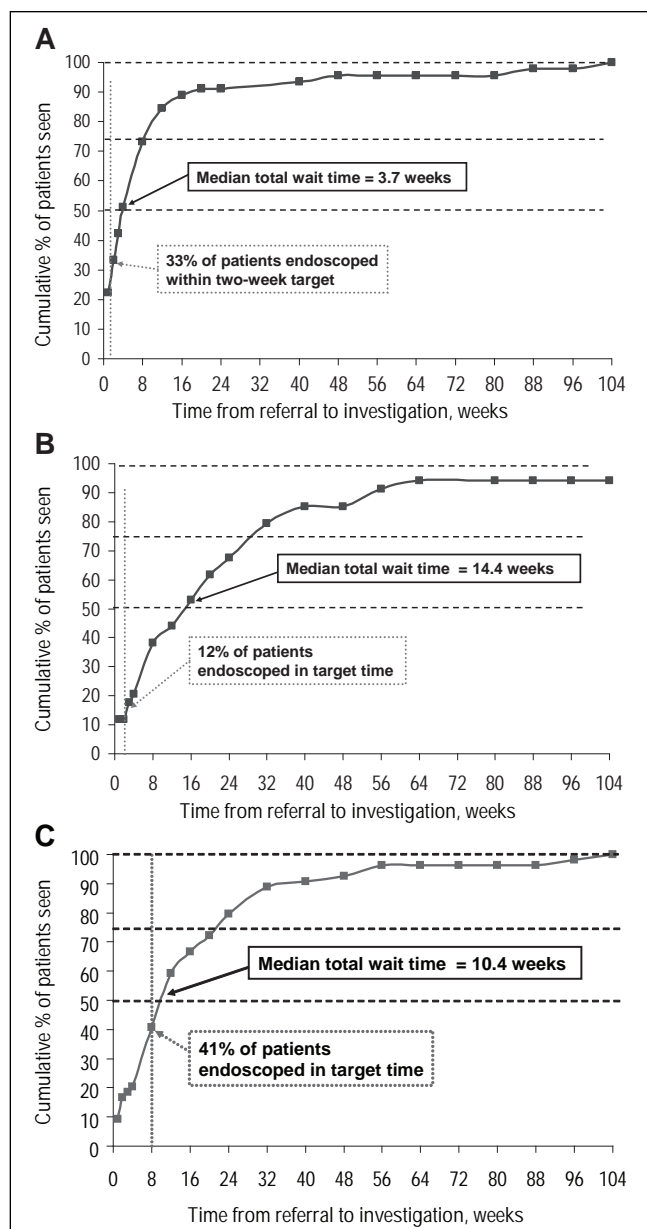 A
Cumulative % of patients seen
100
90
80
70
60
50
40
30
20
10
0
Median total wait time = 3.7 weeks
33% of patients endoscoped
within two-week target
0 8 16 24 32 40 48 56 64 72 80 88 96 104
Time from referral to investigation, weeks
B
Cumulative % of patients seen
100
90
80
70
60
50
40
30
20
10
0
Median total wait time = 14.4 weeks
12% of patients
endoscoped in target time
0 8 16 24 32 40 48 56 64 72 80 88 96 104
Time from referral to investigation, weeks
C
Cumulative % of patients seen
100
90
80
70
60
50
40
30
20
10
0
Median total wait time = 10.4 weeks
41% of patients
endoscoped in target time
0 8 16 24 32 40 48 56 64 72 80 88 96 104
Time from referral to investigation, weeks